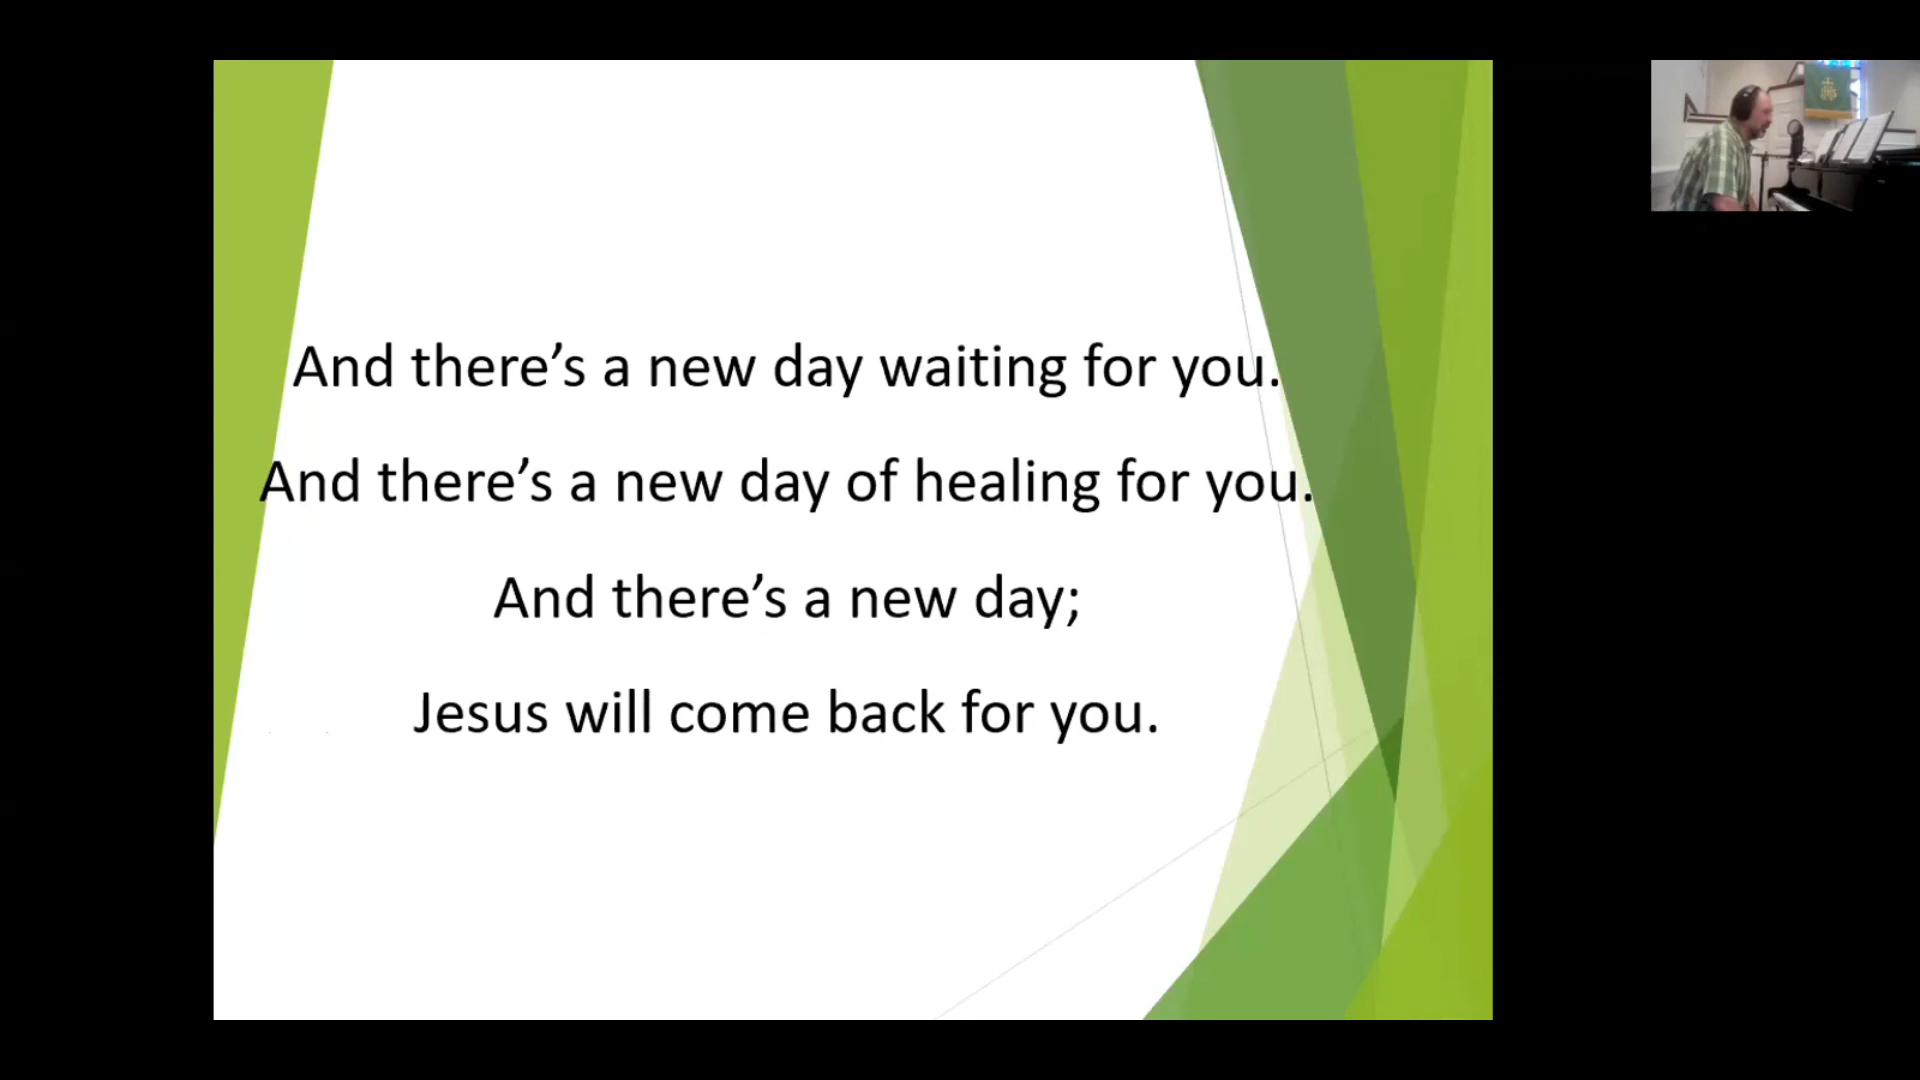 And there’s a new day waiting for you.
And there’s a new day of healing for you.
And there’s a new day;
Jesus will come back for you.